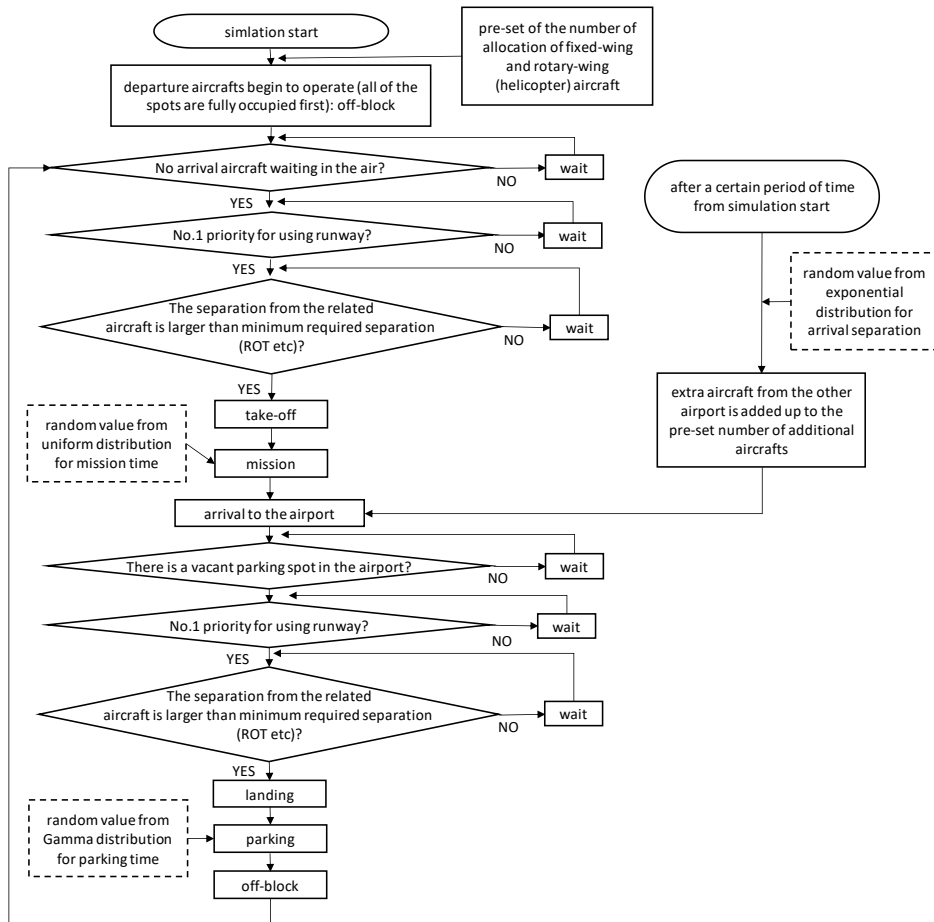 simlation start
pre-set of the number of
allocation of fixed-wing
and rotary-wing
(helicopter) aircraft
departure aircrafts begin to operate (all of the
spots are fully occupied first): off-block
No arrival aircraft waiting in the air?
wait
NO
YES
No.1 priority for using runway?
wait
NO
YES
The separation from the related
aircraft is larger than minimum required separation
(ROT etc)?
wait
NO
YES
take-off
random value from
uniform distribution
for mission time
mission
after a certain period of time
from simulation start
random value from
exponential
distribution for
arrival separation
extra aircraft from the other
airport is added up to the
pre-set number of additional
aircrafts
arrival to the airport
There is a vacant parking spot in the airport?
wait
NO
No.1 priority for using runway?
wait
NO
YES
The separation from the related
aircraft is larger than minimum required separation
(ROT etc)?
wait
NO
YES
landing
random value from
Gamma distribution
for parking time
parking
off-block